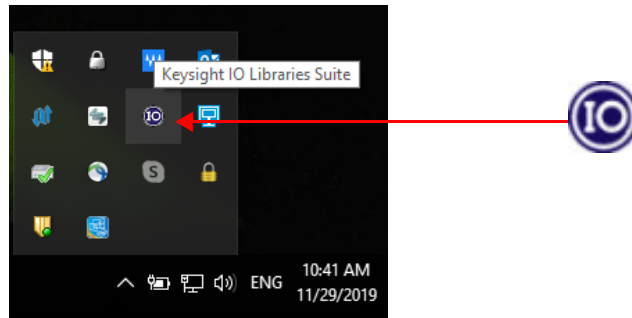 Keysight IO Libraries Suite
IO
IO
S
ENG
10:41 AM
11/29/2019